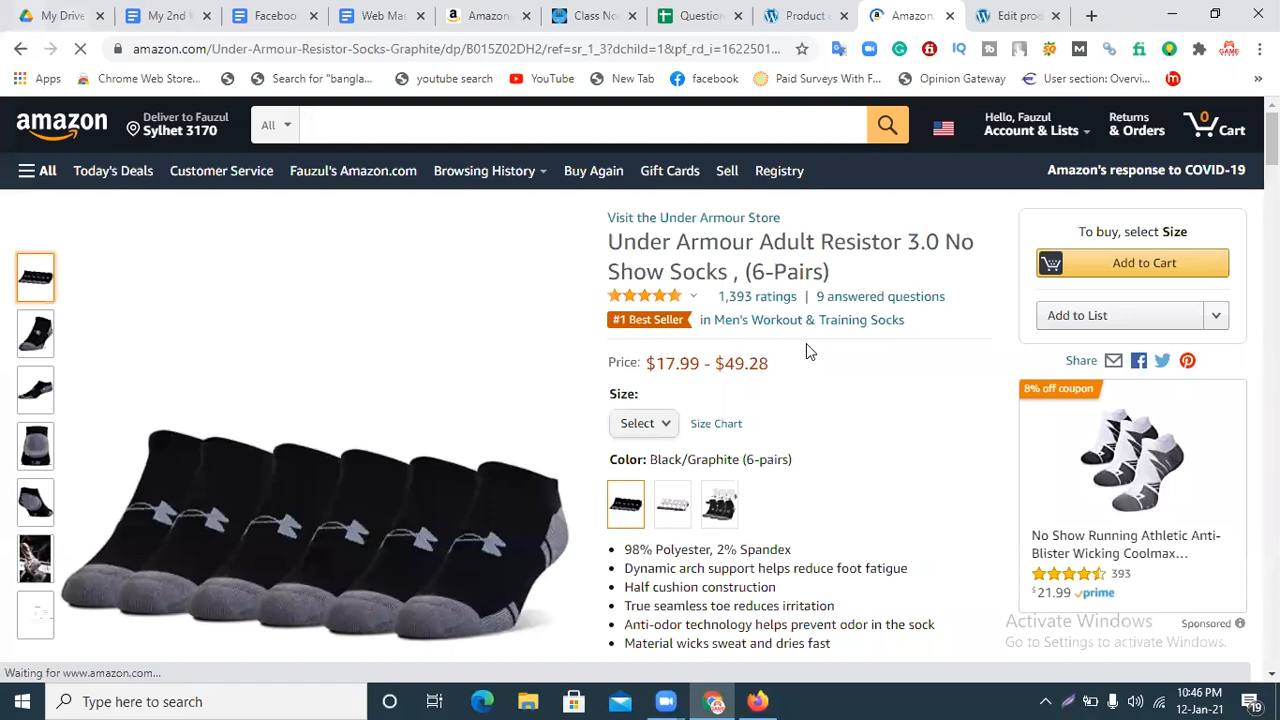 My Drive
My 2nd W
Facebook
Web Mas
Amazon
Class No
Question
Product
Amazon.
Edit pro
amazon.com/Under-Armour-Resistor-Socks-Graphite/dp/B015Z02DH2/ref=sr_1_3?dchild=1&pf_rd_i=1622501...
Apps
Chrome Web Store...
Search for "bangla...
youtube search
YouTube
New Tab
facebook
Paid Surveys With F...
Opinion Gateway
User section: Overvi...
amazon
Deliver to Fauzul
Sylhet 3170
All
Hello, Fauzul
Account & Lists
Returns
& Orders
0
Cart
All
Today's Deals
Customer Service
Fauzul's Amazon.com
Browsing History
Buy Again
Gift Cards
Sell
Registry
Amazon's response to COVID-19
Visit the Under Armour Store
Under Armour Adult Resistor 3.0 No
Show Socks , (6-Pairs)
1,393 ratings | 9 answered questions
#1 Best Seller in Men's Workout & Training Socks
Price: $17.99 - $49.28
Size:
Select
Size Chart
Color: Black/Graphite (6-pairs)
• 98% Polyester, 2% Spandex
• Dynamic arch support helps reduce foot fatigue
• Half cushion construction
• True seamless toe reduces irritation
• Anti-odor technology helps prevent odor in the sock
• Material wicks sweat and dries fast
To buy, select Size
Add to Cart
Add to List
Share
8% off coupon
No Show Running Athletic Anti-
Blister Wicking Coolmax...
393
$21.99 prime
Sponsored
Activate Windows
Go to Settings to activate Windows.
Waiting for www.amazon.com...
Type here to search
10:46 PM
12-Jan-21
19